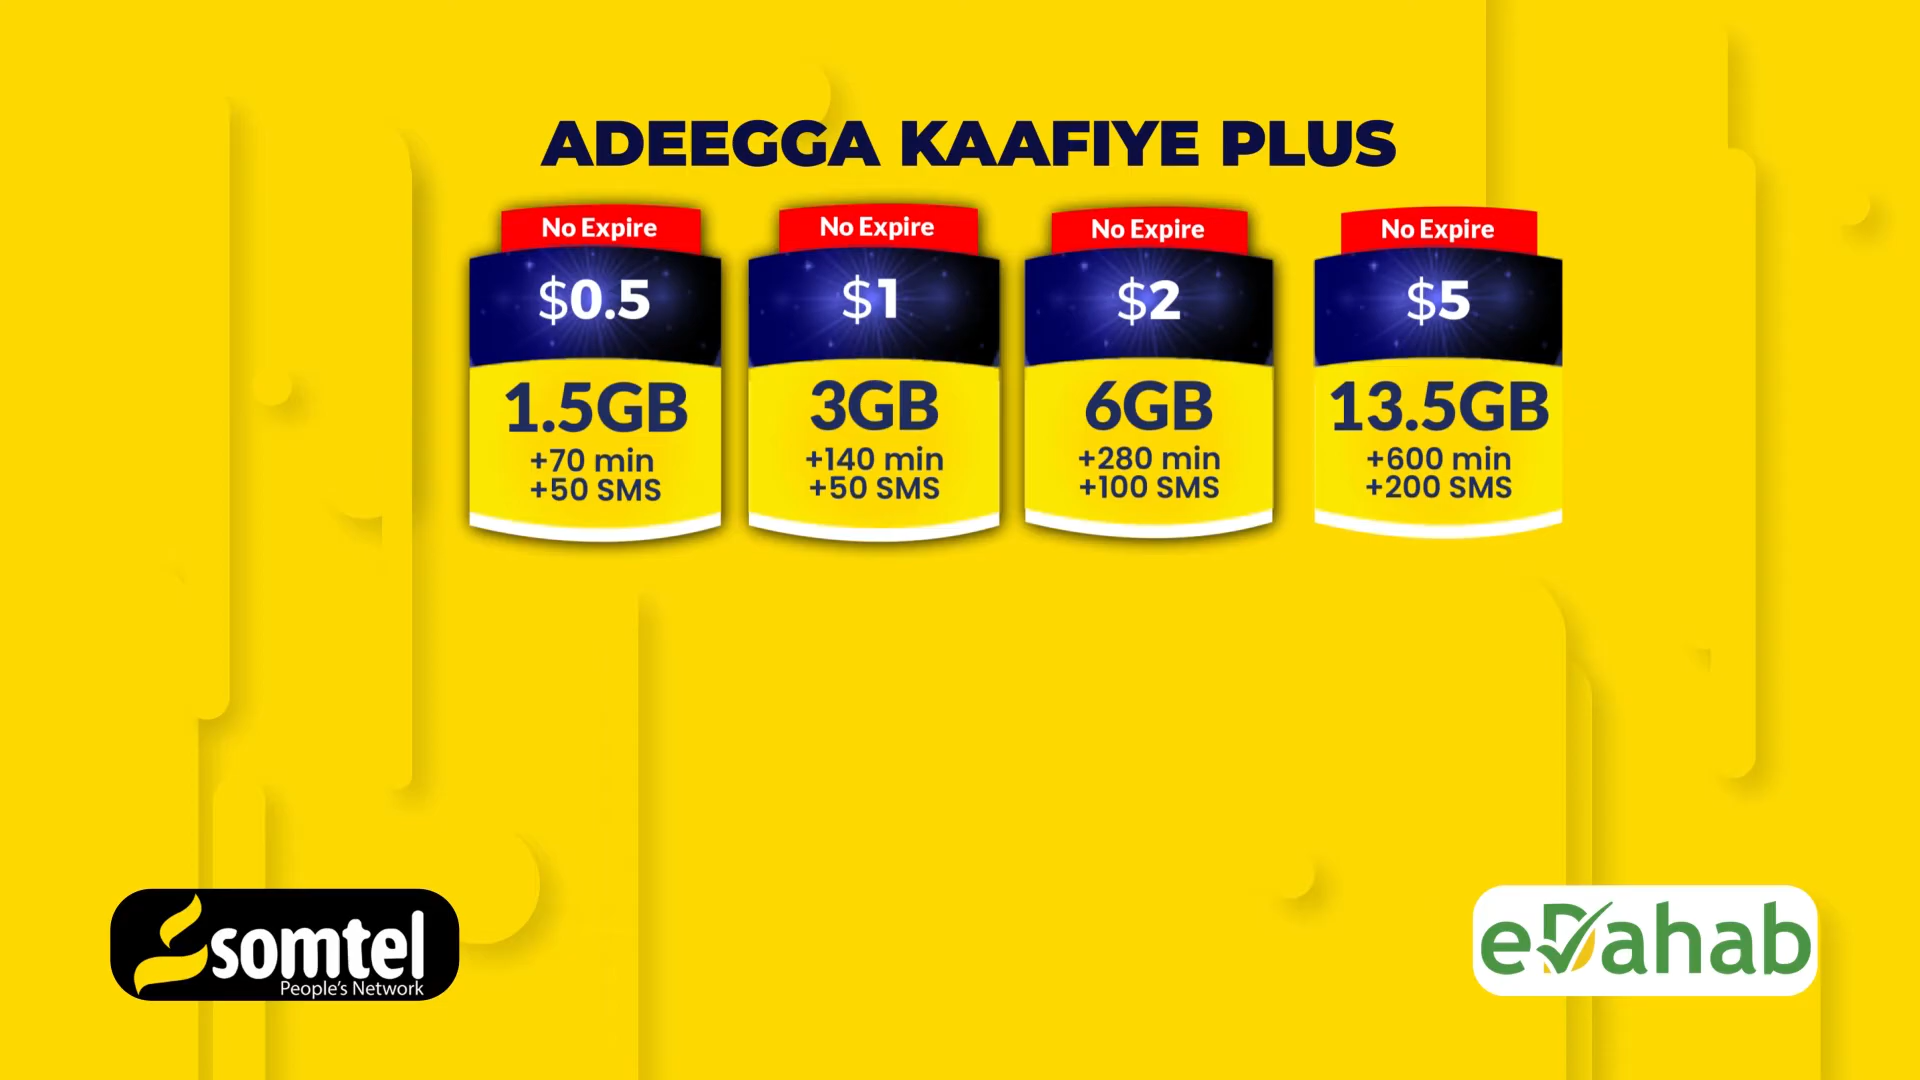 ADEEGGA KAAFIYE PLUS
No Expire
$0.5
1.5GB
+70 min
+50 SMS
No Expire
$1
3GB
+140 min
+50 SMS
No Expire
$2
6GB
+280 min
+100 SMS
No Expire
$5
13.5GB
+600 min
+200 SMS
somtel
People's Network
eDahab